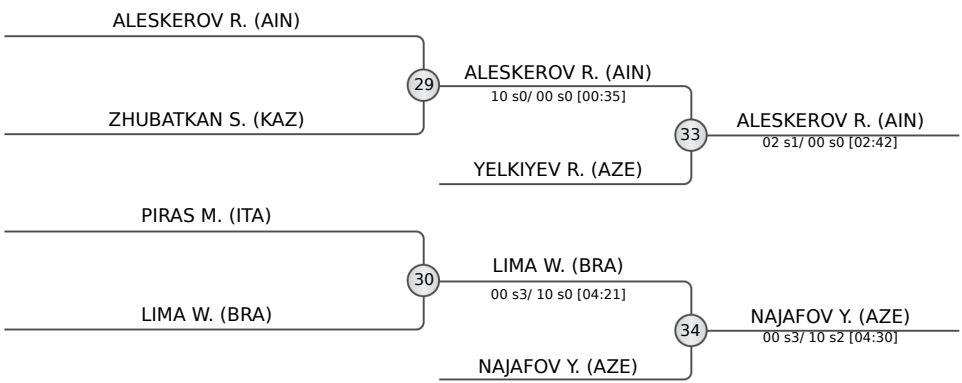 ALESKEROV R. (AIN)
29
ALESKEROV R. (AIN)
10 s0/ 00 s0 [00:35]
ZHUBATKAN S. (KAZ)
33
ALESKEROV R. (AIN)
02 s1/ 00 s0 [02:42]
YELKIYEV R. (AZE)
PIRAS M. (ITA)
30
LIMA W. (BRA)
00 s3/ 10 s0 [04:21]
LIMA W. (BRA)
34
NAJAFOV Y. (AZE)
00 s3/ 10 s2 [04:30]
NAJAFOV Y. (AZE)